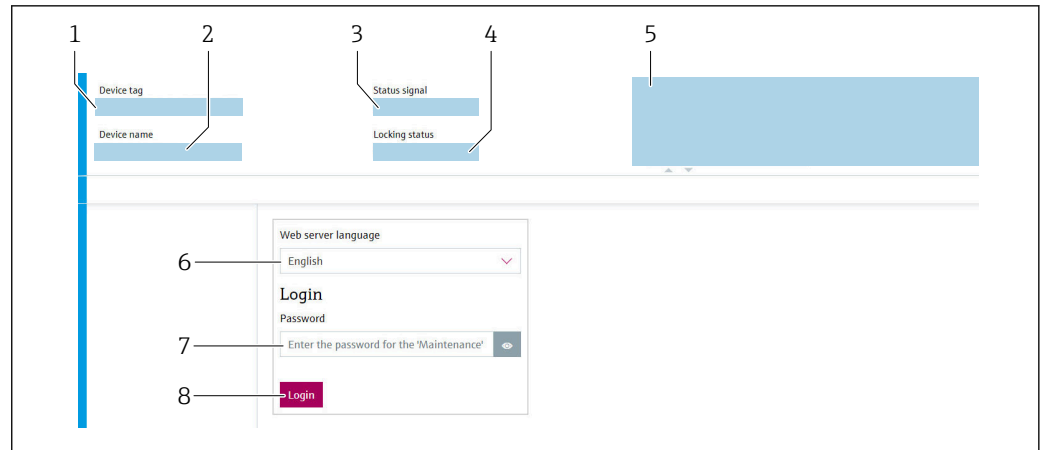 1 2 3 4 5
Device tag Status signal
Device name Locking status
Web server language
6 English
Login
Password
7 Enter the password for the 'Maintenance'
8 Login